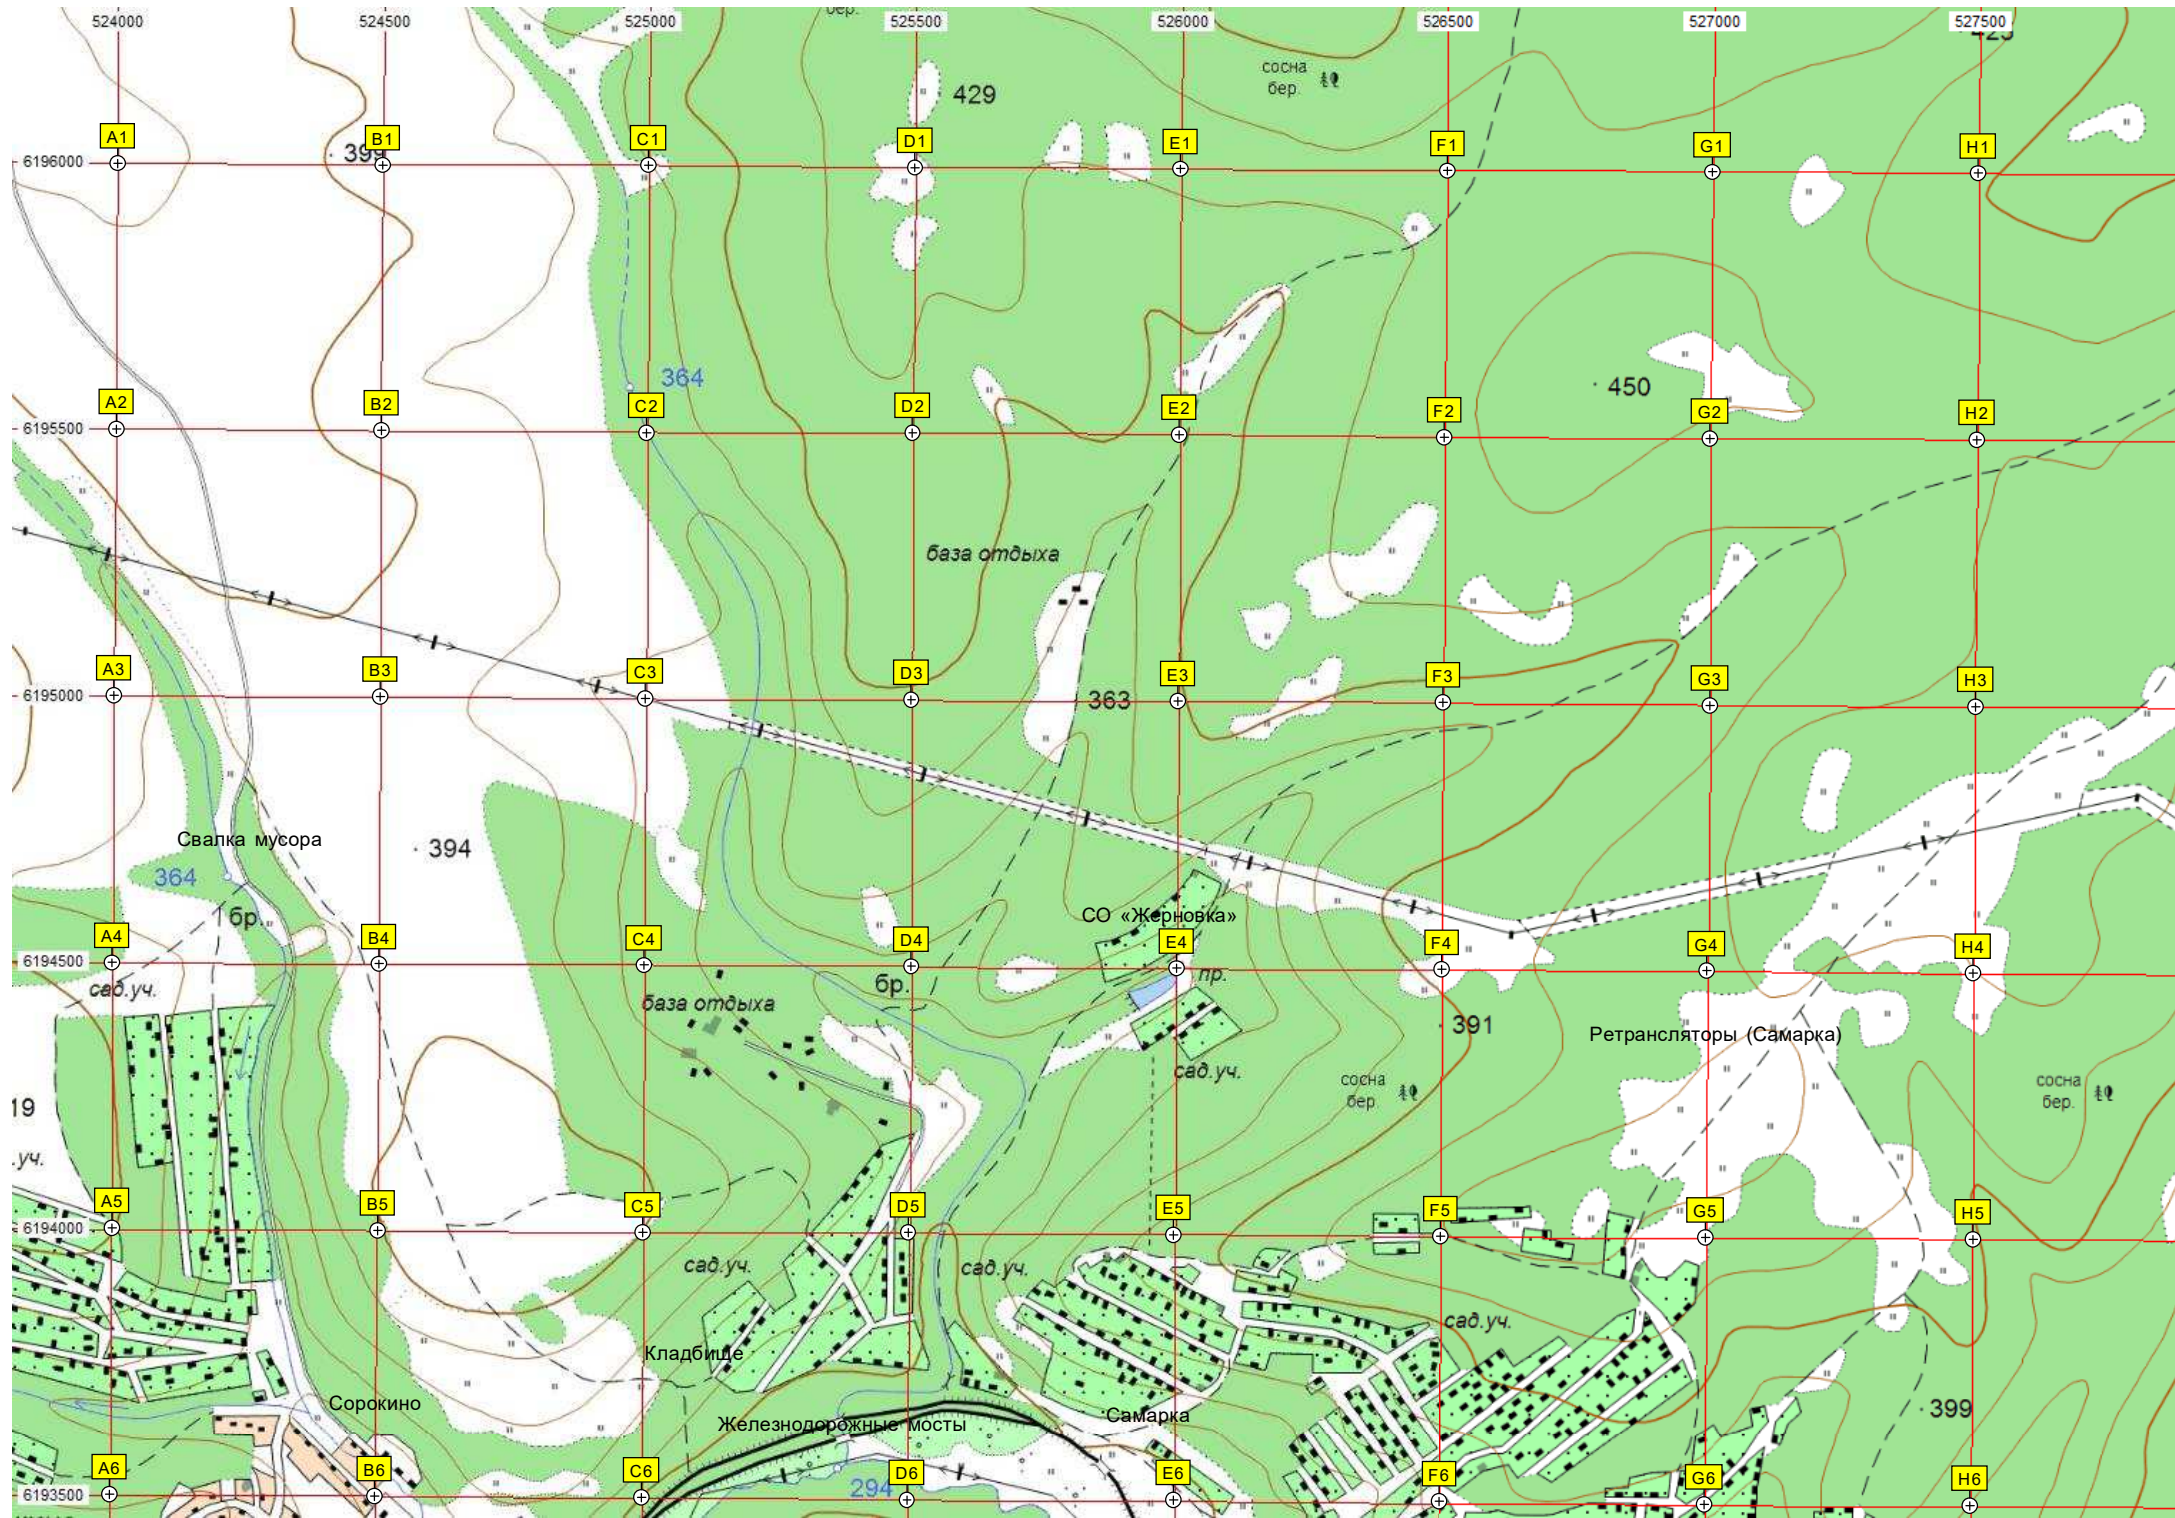 бер.
524000 524500 525000 525500 526000 526500 527000 527500
423
сосна
бер.
429
A1 B1 C1 D1 E1 F1 G1 H1
6196000
399
364
450
A2 B2 C2 D2 E2 F2 G2 H2
6195500
база отдыха
A3 B3 C3 D3 E3 F3 G3 H3
6195000
363
Свалка мусора
394
364
бр.
СО «Жерновка»
A4 B4 C4 D4 E4 F4 G4 H4
6194500
сад.уч.
база отдыха
бр.
пр.
391
Ретрансляторы (Самарка)
сад.уч.
сосна
бер.
сосна
бер.
19
.уч.
A5 B5 C5 D5 E5 F5 G5 H5
6194000
сад.уч.
сад.уч.
сад.уч.
Кладбище
Сорокино
Железнодорожные мосты
Самарка
399
A6 B6 C6 D6 E6 F6 G6 H6
6193500
294